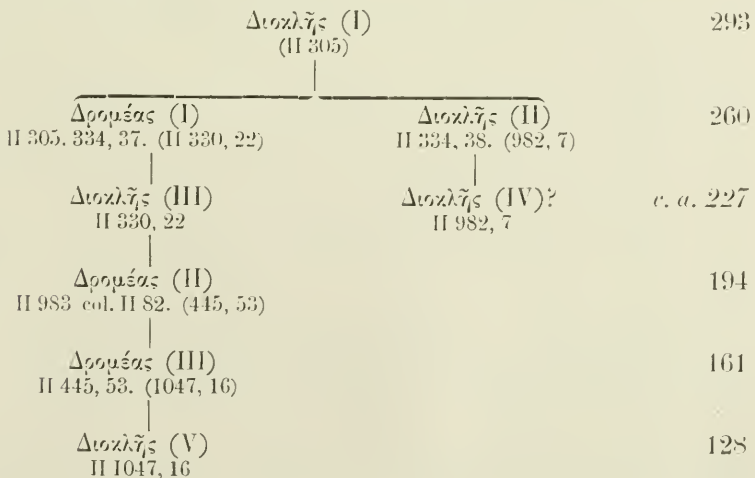 Διοκλῆς (I) 293
(II 305)
Δρομέας (I) Διοκλῆς (II) 260
II 305. 334, 37. (II 330, 22) II 334, 38. (982, 7)
Διοκλῆς (III) Διοκλῆς (IV)? c. a. 227
II 330, 22 II 982, 7
Δρομέας (II) 194
II 983 col. II 82. (445, 53)
Δρομέας (III) 161
II 445, 53. (1047, 16)
Διοκλῆς (V) 128
II 1047, 16